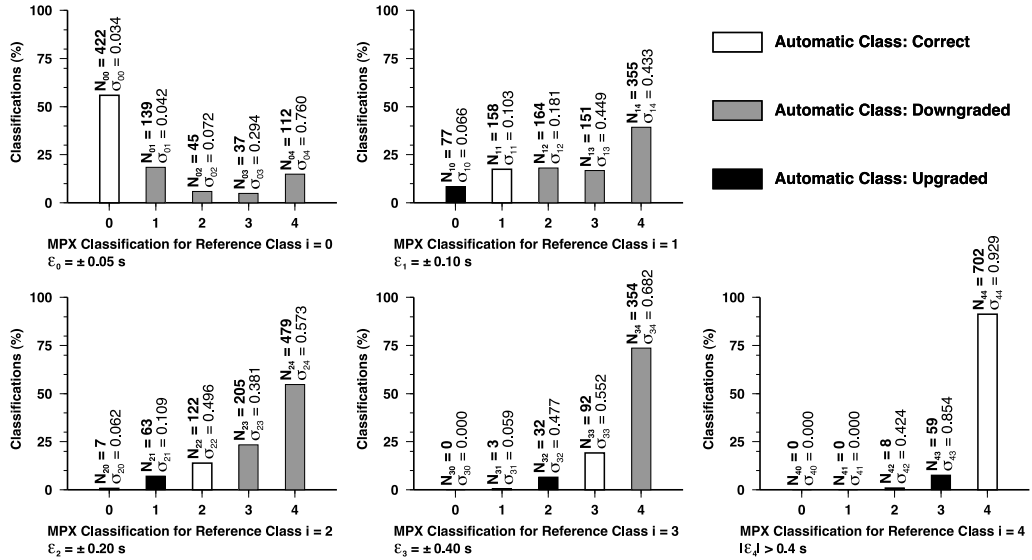 100
75
50
25
0
Classifications (%)
N00 = 422
σ00 = 0.034
N01 = 139
σ01 = 0.042
N02 = 45
σ02 = 0.072
N03 = 37
σ03 = 0.294
N04 = 112
σ04 = 0.760
0 1 2 3 4
MPX Classification for Reference Class i = 0
ε0 = ± 0.05 s
100
75
50
25
0
Classifications (%)
N10 = 77
σ10 = 0.066
N11 = 158
σ11 = 0.103
N12 = 164
σ12 = 0.181
N13 = 151
σ13 = 0.449
N14 = 355
σ14 = 0.433
0 1 2 3 4
MPX Classification for Reference Class i = 1
ε1 = ± 0.10 s
Automatic Class: Correct
Automatic Class: Downgraded
Automatic Class: Upgraded
100
75
50
25
0
Classifications (%)
N20 = 7
σ20 = 0.062
N21 = 63
σ21 = 0.109
N22 = 122
σ22 = 0.496
N23 = 205
σ23 = 0.381
N24 = 479
σ24 = 0.573
0 1 2 3 4
MPX Classification for Reference Class i = 2
ε2 = ± 0.20 s
100
75
50
25
0
Classifications (%)
N30 = 0
σ30 = 0.000
N31 = 3
σ31 = 0.059
N32 = 32
σ32 = 0.477
N33 = 92
σ33 = 0.552
N34 = 354
σ34 = 0.682
0 1 2 3 4
MPX Classification for Reference Class i = 3
ε3 = ± 0.40 s
100
75
50
25
0
Classifications (%)
N40 = 0
σ40 = 0.000
N41 = 0
σ41 = 0.000
N42 = 8
σ42 = 0.424
N43 = 59
σ43 = 0.854
N44 = 702
σ44 = 0.929
0 1 2 3 4
MPX Classification for Reference Class i = 4
|ε4| > 0.4 s